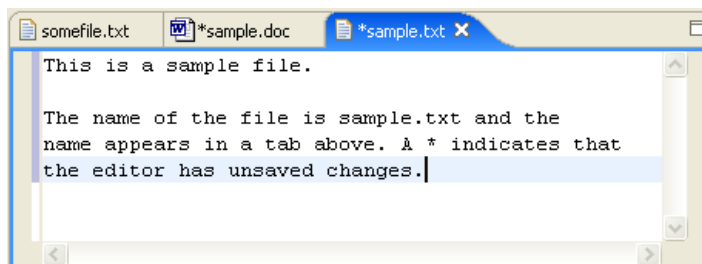 somefile.txt *sample.doc *sample.txt
This is a sample file.
The name of the file is sample.txt and the
name appears in a tab above. A * indicates that
the editor has unsaved changes.